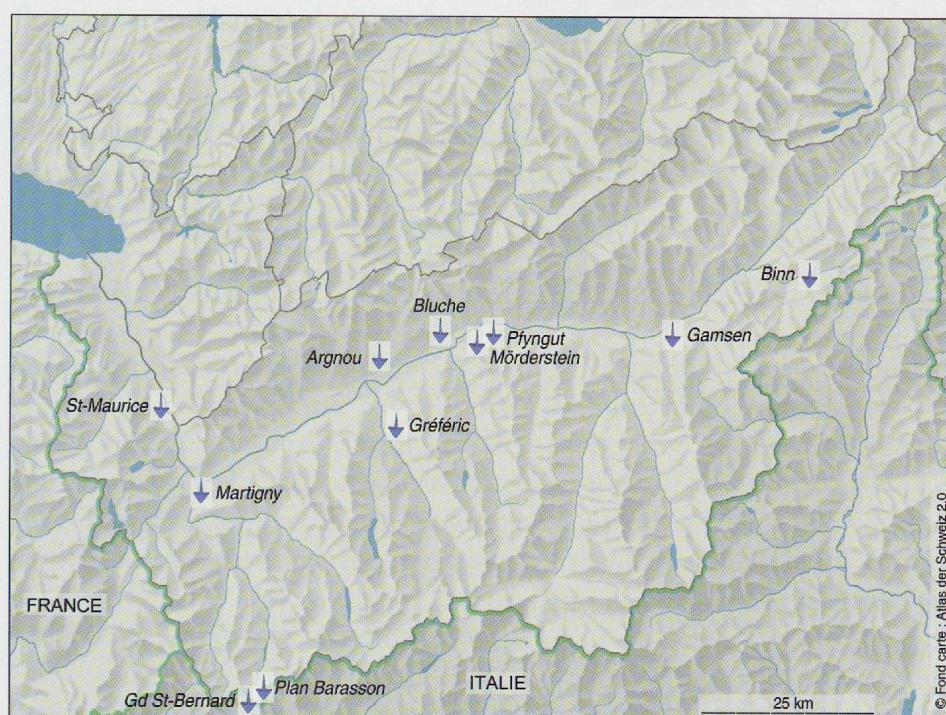 Binn
Bluche
Pfyngut
Gamsen
Mörderstein
Argnou
St-Maurice
Gréféric
Martigny
FRANCE
ITALIE
Plan Barasson
Gd St-Bernard
25 km
© Fond carte : Atlas der Schweiz 2.0